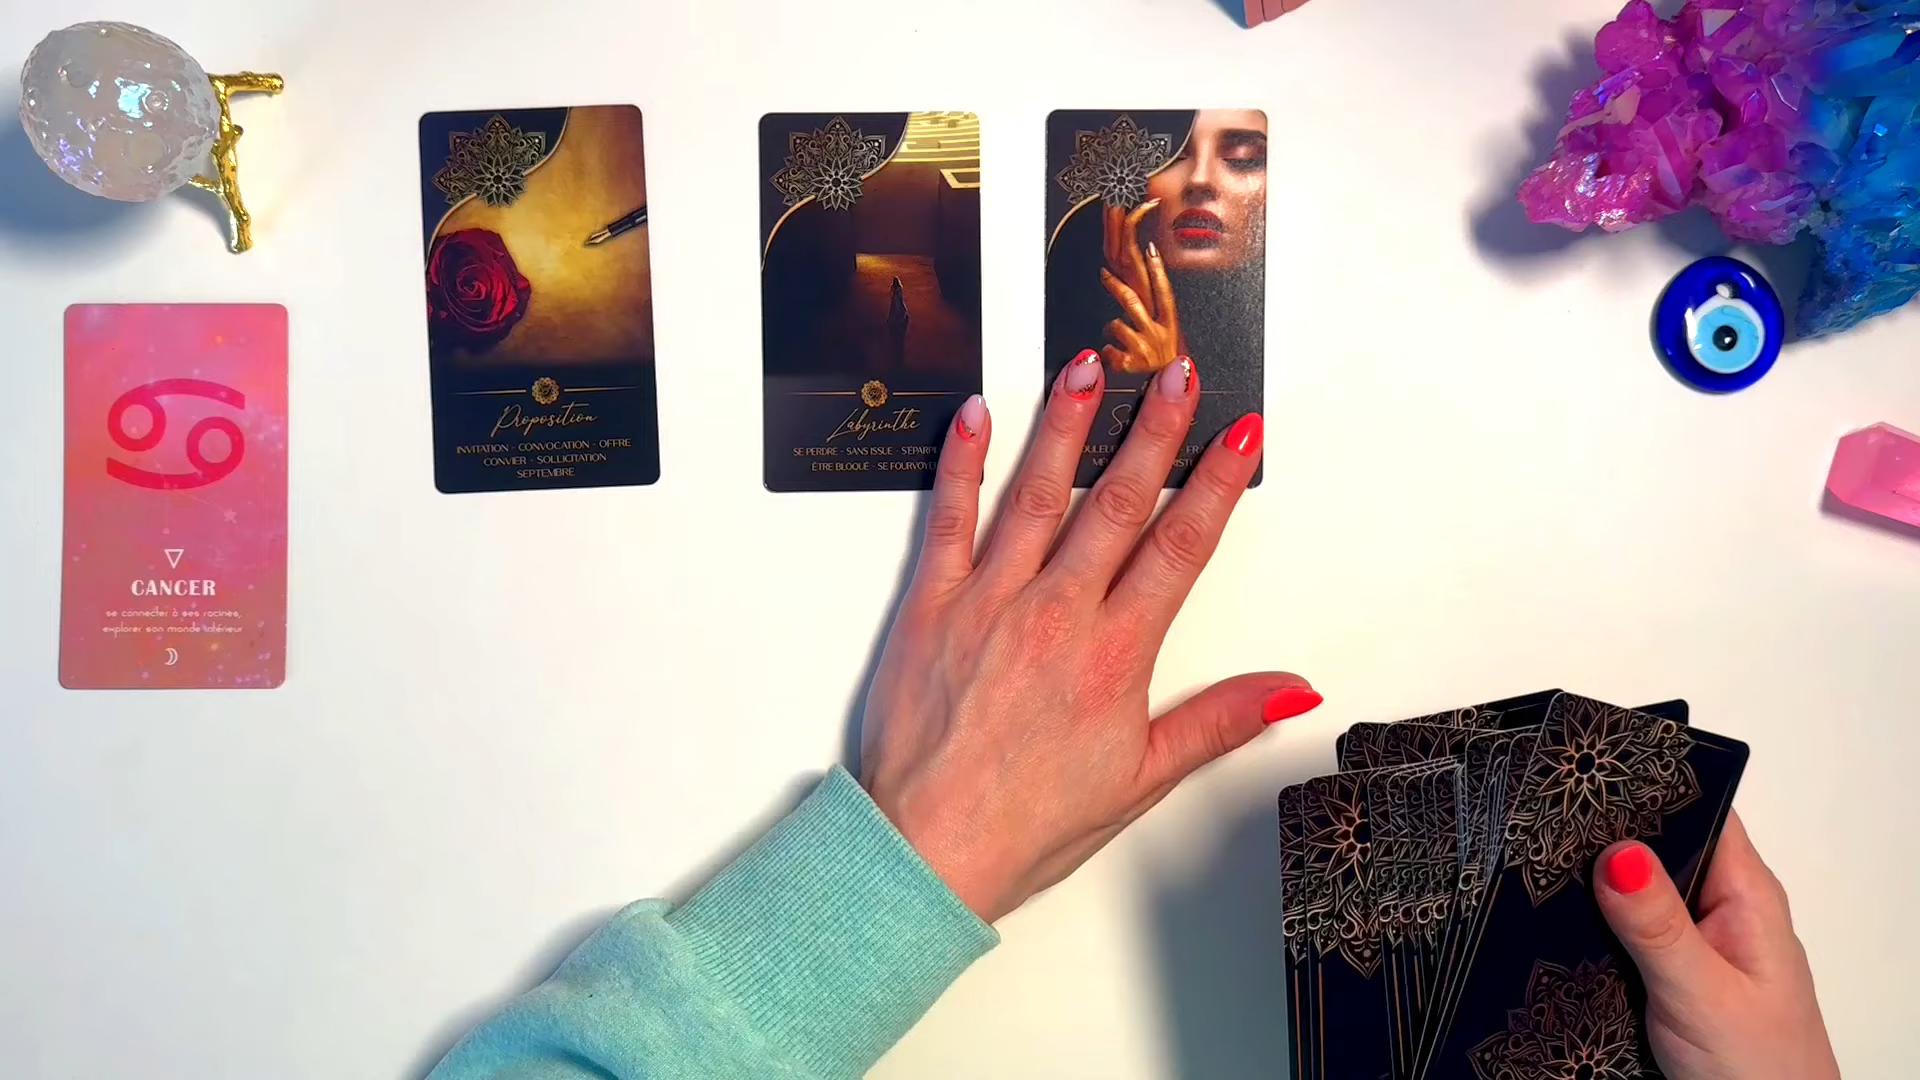 Proposition
INVITATION - CONVOCATION - OFFRE
CONVIER - SOLLICITATION
SEPTEMBRE
Labyrinthe
SE PERDRE - SANS ISSUE -
ÊTRE BLOQUÉ - SE FOURVOYE
CANCER
se connecter à ses racines,
explorer son monde intérieur